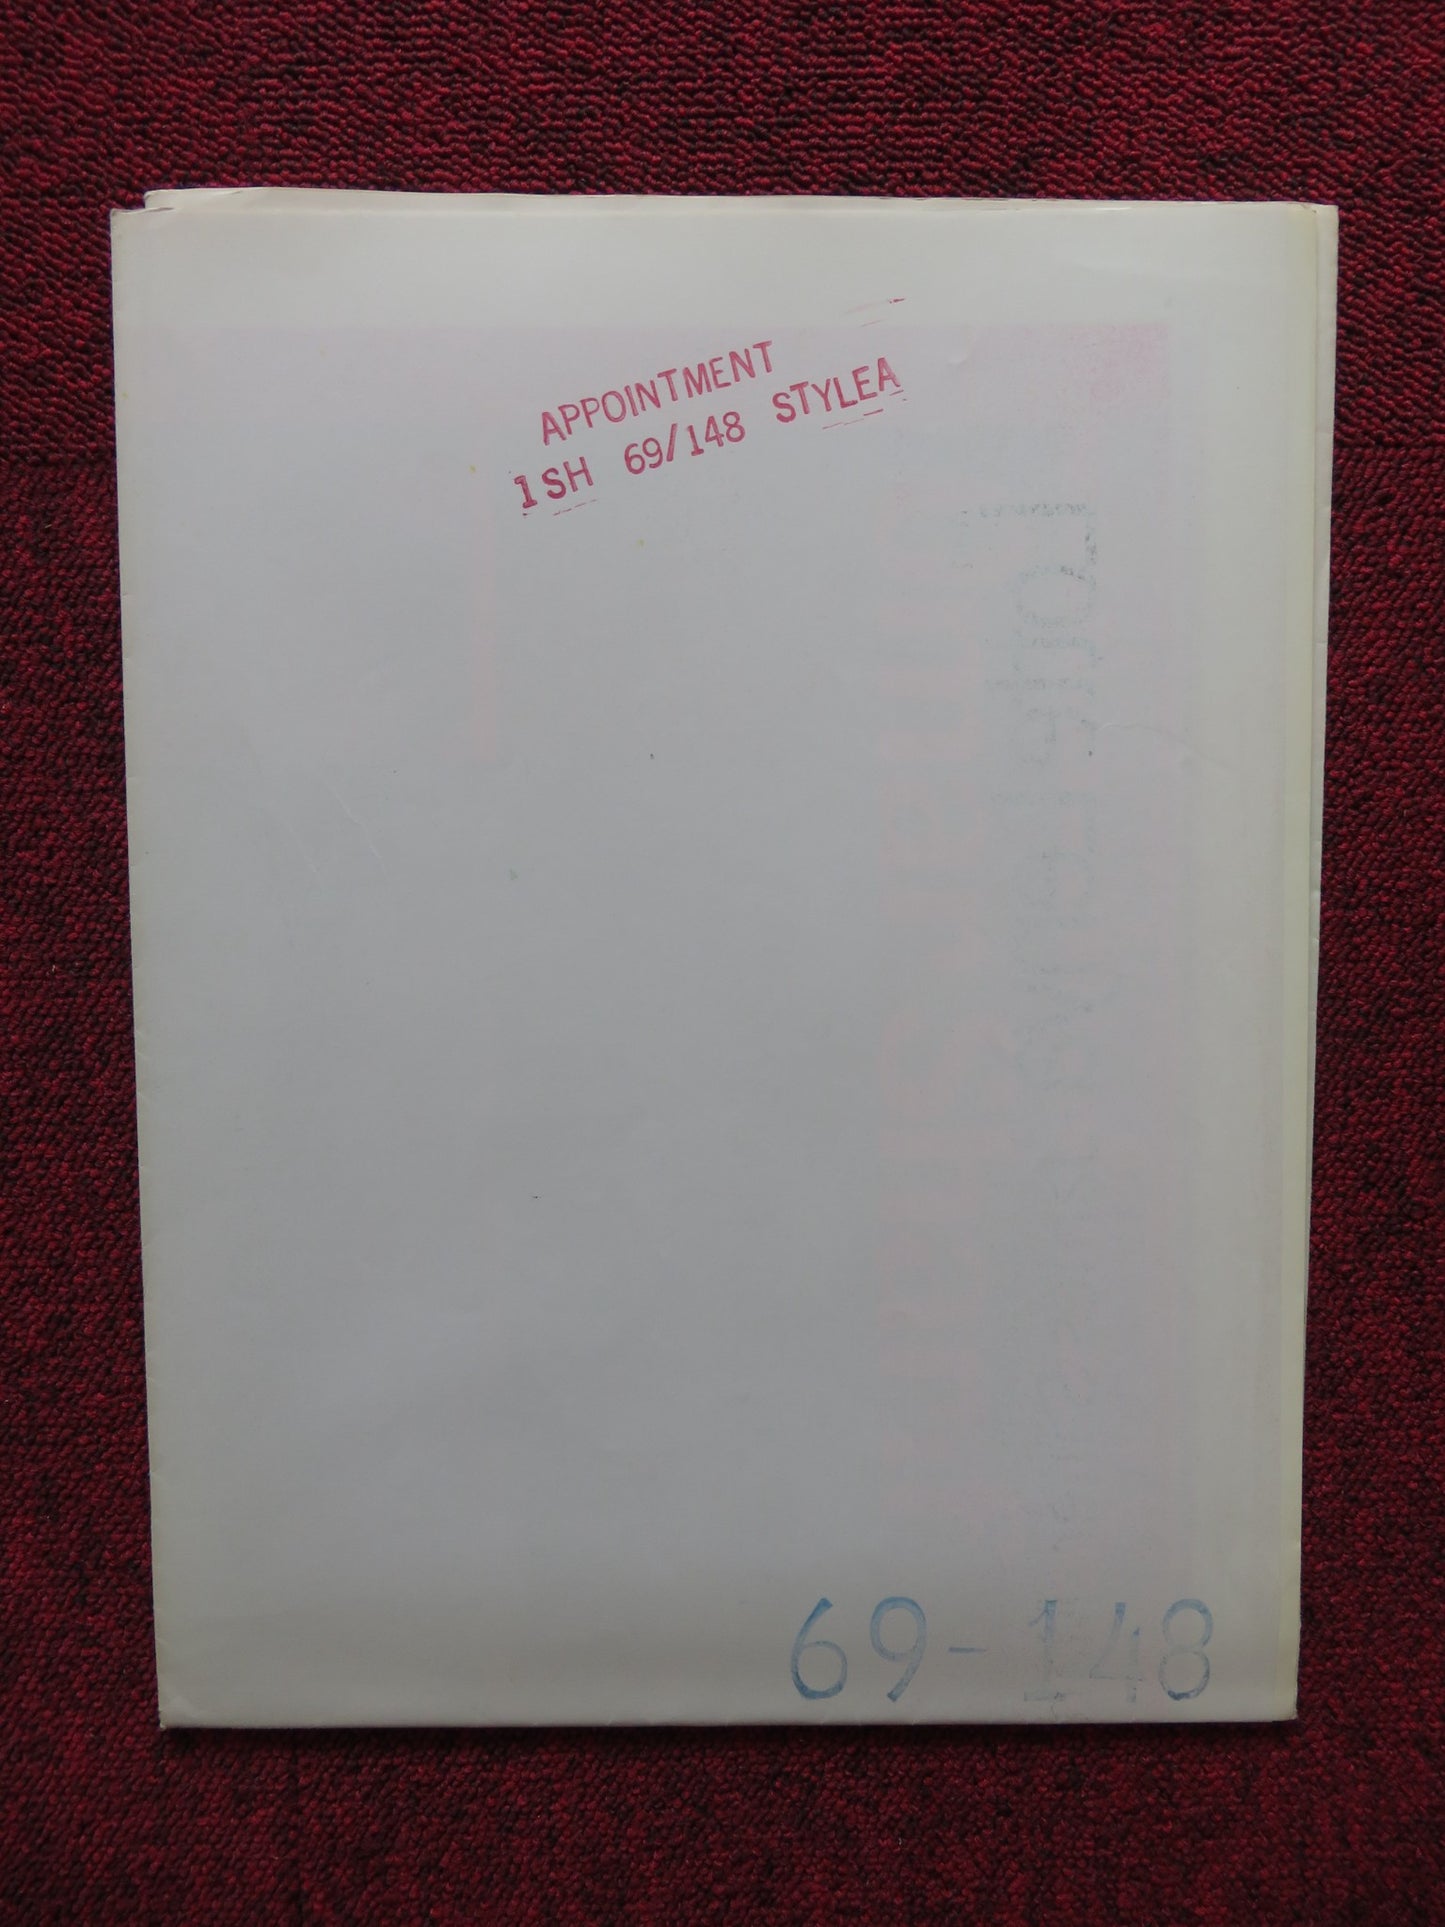 APPOINTMENT
1SH 69/148 STYLEA
69-148